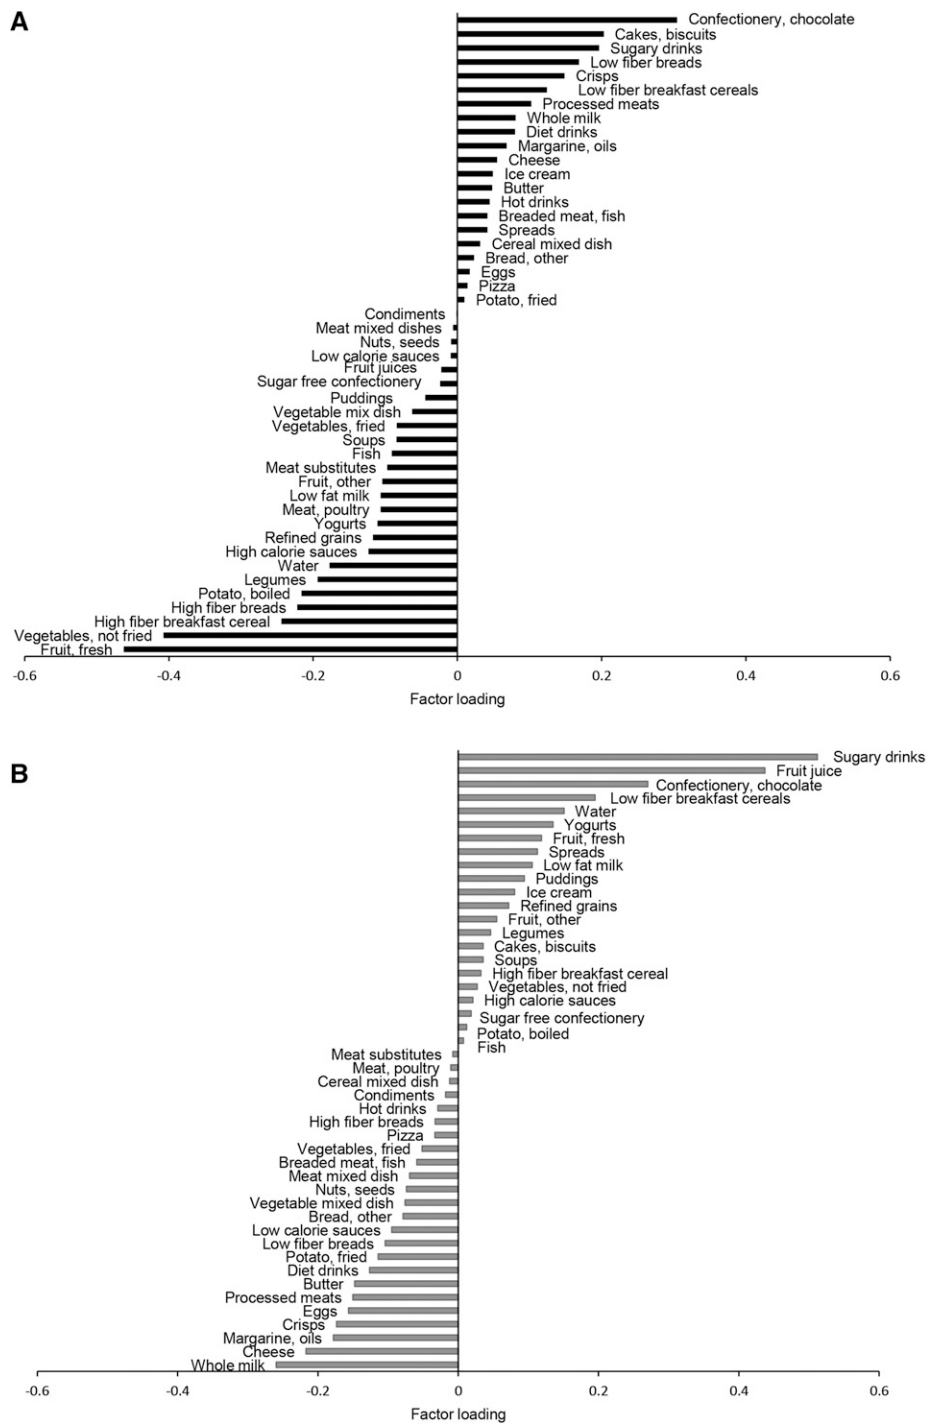 A
Confectionery, chocolate
Cakes, biscuits
Sugary drinks
Low fiber breads
Crisps
Low fiber breakfast cereals
Processed meats
Whole milk
Diet drinks
Margarine, oils
Cheese
Ice cream
Butter
Hot drinks
Breaded meat, fish
Spreads
Cereal mixed dish
Bread, other
Eggs
Pizza
Potato, fried
Condiments
Meat mixed dishes
Nuts, seeds
Low calorie sauces
Fruit juices
Sugar free confectionery
Puddings
Vegetable mix dish
Vegetables, fried
Soups
Fish
Meat substitutes
Fruit, other
Low fat milk
Meat, poultry
Yogurts
Refined grains
High calorie sauces
Water
Legumes
Potato, boiled
High fiber breads
High fiber breakfast cereal
Vegetables, not fried
Fruit, fresh
-0.6 -0.4 -0.2 0 0.2 0.4 0.6
Factor loading
B
Sugary drinks
Fruit juice
Confectionery, chocolate
Low fiber breakfast cereals
Water
Yogurts
Fruit, fresh
Spreads
Low fat milk
Puddings
Ice cream
Refined grains
Fruit, other
Legumes
Cakes, biscuits
Soups
High fiber breakfast cereal
Vegetables, not fried
High calorie sauces
Sugar free confectionery
Potato, boiled
Fish
Meat substitutes
Meat, poultry
Cereal mixed dish
Condiments
Hot drinks
High fiber breads
Pizza
Vegetables, fried
Breaded meat, fish
Meat mixed dish
Nuts, seeds
Vegetable mixed dish
Bread, other
Low calorie sauces
Low fiber breads
Potato, fried
Diet drinks
Butter
Processed meats
Eggs
Crisps
Margarine, oils
Cheese
Whole milk
-0.6 -0.4 -0.2 0 0.2 0.4 0.6
Factor loading